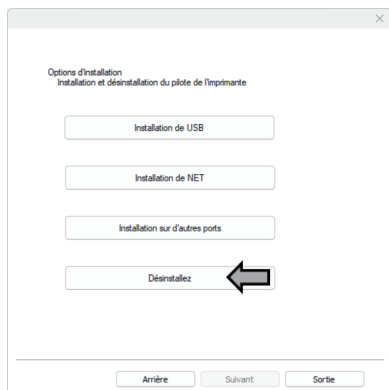 Options d'Installation
Installation et désinstallation du pilote de l'imprimante
Installation de USB
Installation de NET
Installation sur d'autres ports
Désinstallez
Arrière
Suivant
Sortie